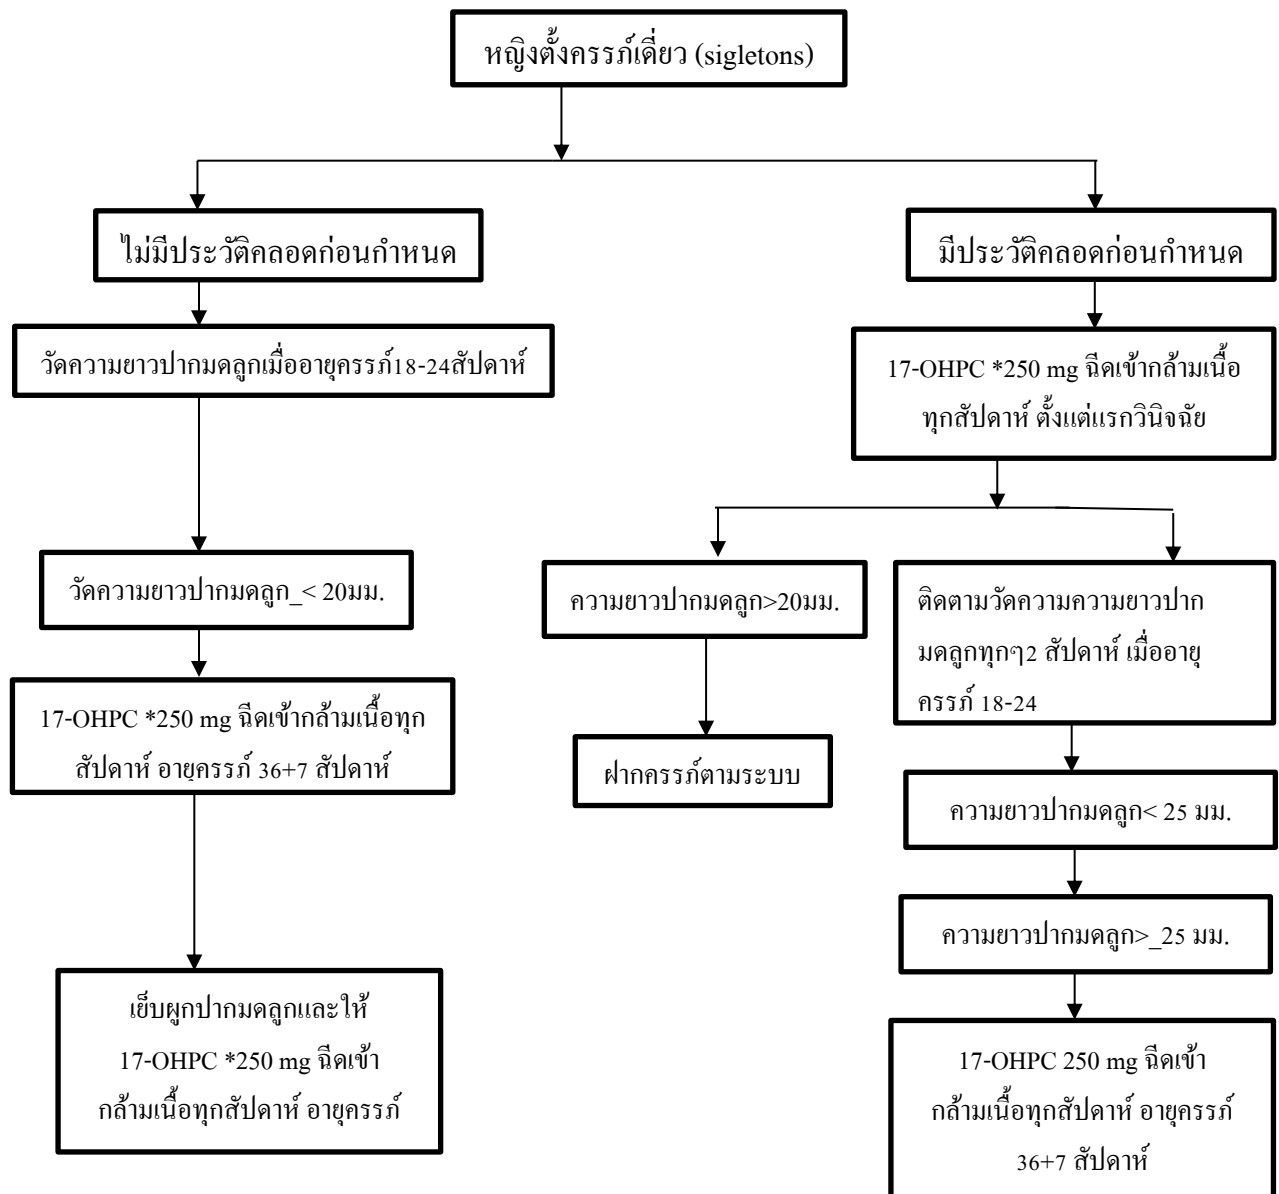 หญิงตั้งครรภ์เดี่ยว (sigletons)
ไม่มีประวัติคลอดก่อนกำหนด
มีประวัติคลอดก่อนกำหนด
วัดความยาวปากมดลูกเมื่ออายุครรภ์18-24สัปดาห์
17-OHPC *250 mg ฉีดเข้ากล้ามเนื้อ
ทุกสัปดาห์ ตั้งแต่แรกวินิจฉัย
วัดความยาวปากมดลูก_< 20มม.
ความยาวปากมดลูก>20มม.
ติดตามวัดความความยาวปาก
มดลูกทุกๆ2 สัปดาห์ เมื่ออายุ
ครรภ์ 18-24
17-OHPC *250 mg ฉีดเข้ากล้ามเนื้อทุก
สัปดาห์ อายุครรภ์ 36+7 สัปดาห์
ฝากครรภ์ตามระบบ
ความยาวปากมดลูก< 25 มม.
ความยาวปากมดลูก>_25 มม.
เย็บผูกปากมดลูกและให้
17-OHPC *250 mg ฉีดเข้า
กล้ามเนื้อทุกสัปดาห์ อายุครรภ์
17-OHPC 250 mg ฉีดเข้า
กล้ามเนื้อทุกสัปดาห์ อายุครรภ์
36+7 สัปดาห์